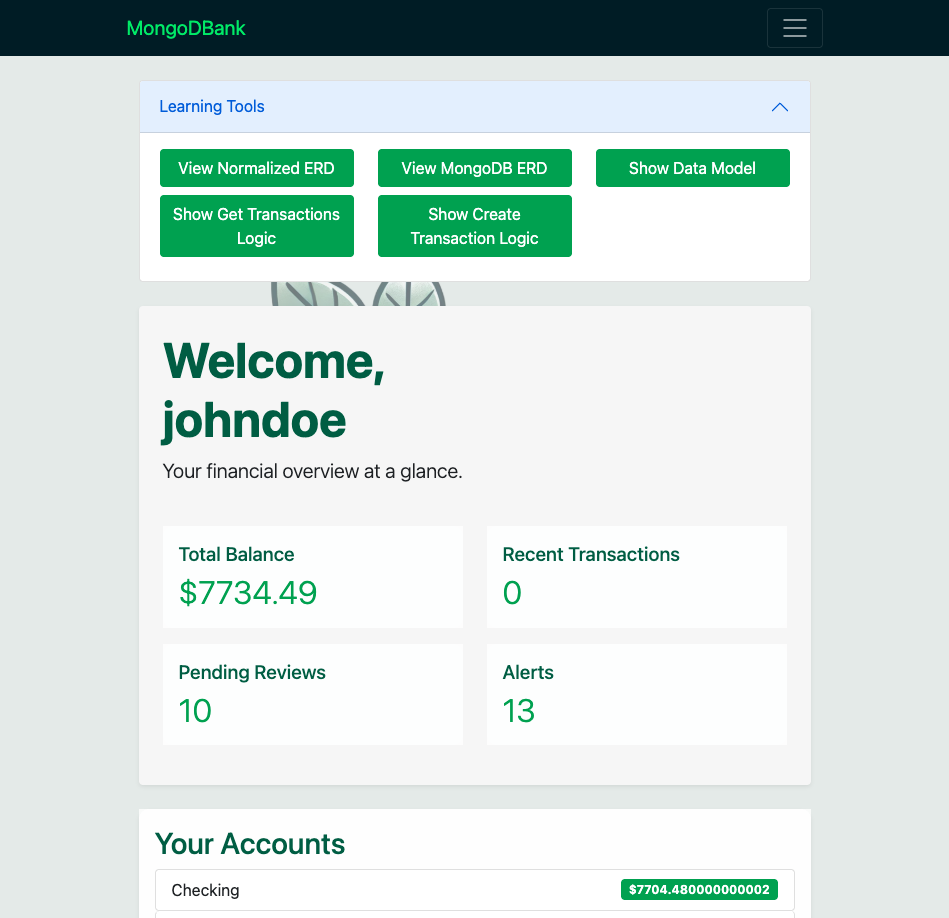 MongoDBank
Learning Tools
View Normalized ERD
View MongoDB ERD
Show Data Model
Show Get Transactions
Logic
Show Create
Transaction Logic
Welcome,
johndoe
Your financial overview at a glance.
Total Balance
$7734.49
Recent Transactions
0
Pending Reviews
10
Alerts
13
Your Accounts
Checking
$7704.480000000002